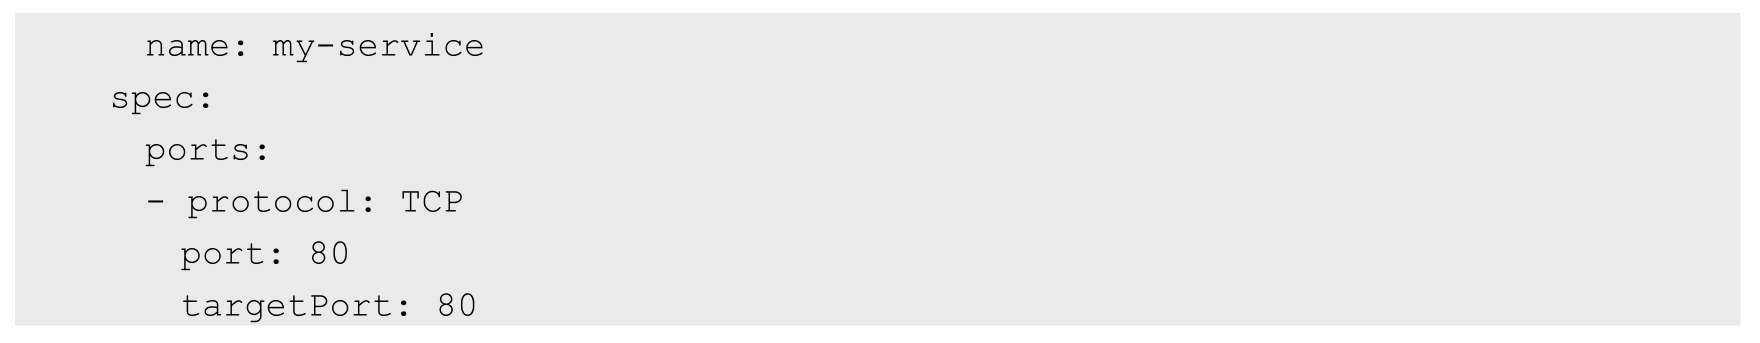 name: my-service
spec:
ports:
- protocol: TCP
port: 80
targetPort: 80